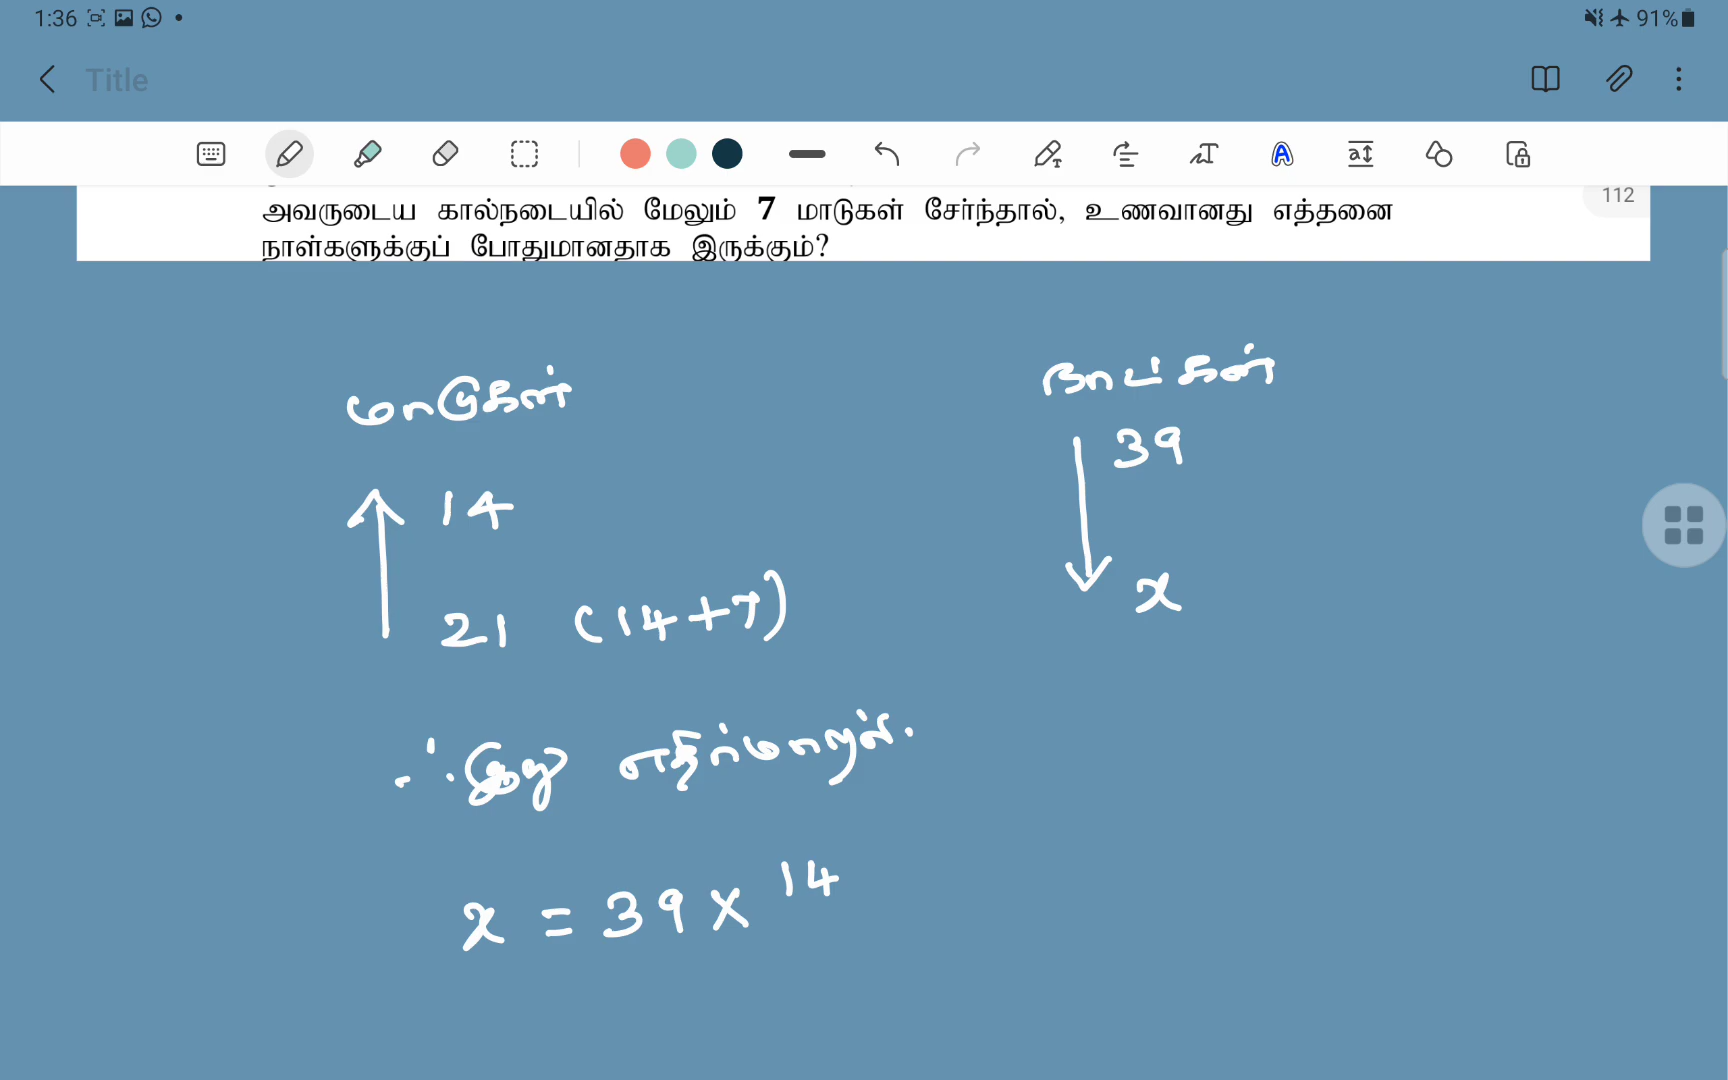 1:36 91%
Title
112
அவருடைய கால்நடையில் மேலும் 7 மாடுகள் சேர்ந்தால், உணவானது எத்தனை
நாள்களுக்குப் போதுமானதாக இருக்கும்?
மாடுகள் நாட்கள்
14 39
21 (14+7) x
∴ இது எதிர்மாறல்.
x = 39 x 14